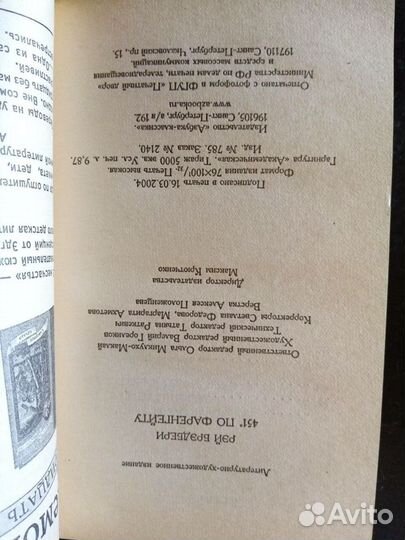 Литературно-художественное издание
РЭЙ БРЭДБЕРИ
451° ПО ФАРЕНГЕЙТУ
Ответственный редактор Ольга Миклухо-Маклай
Художественный редактор Валерий Гореликов
Технический редактор Татьяна Раткевич
Корректоры Светлана Федорова, Маргарита Ахметова
Верстка Алексея Положенцева
Директор издательства
Максим Крютченко
Подписано в печать 16.03.2004.
Формат издания 76×100¹/₃₂. Печать высокая.
Гарнитура «Академическая». Тираж 5000 экз. Усл. печ. л. 9,87.
Изд. № 785. Заказ № 2140.
Издательство «Азбука-классика».
196105, Санкт-Петербург, а/я 192
www.azbooka.ru
Отпечатано с фотоформ в ФГУП «Печатный двор»
Министерства РФ по делам печати, телерадиовещания
и средств массовых коммуникаций.
197110, Санкт-Петербург, Чкаловский пр., 15.
Avito